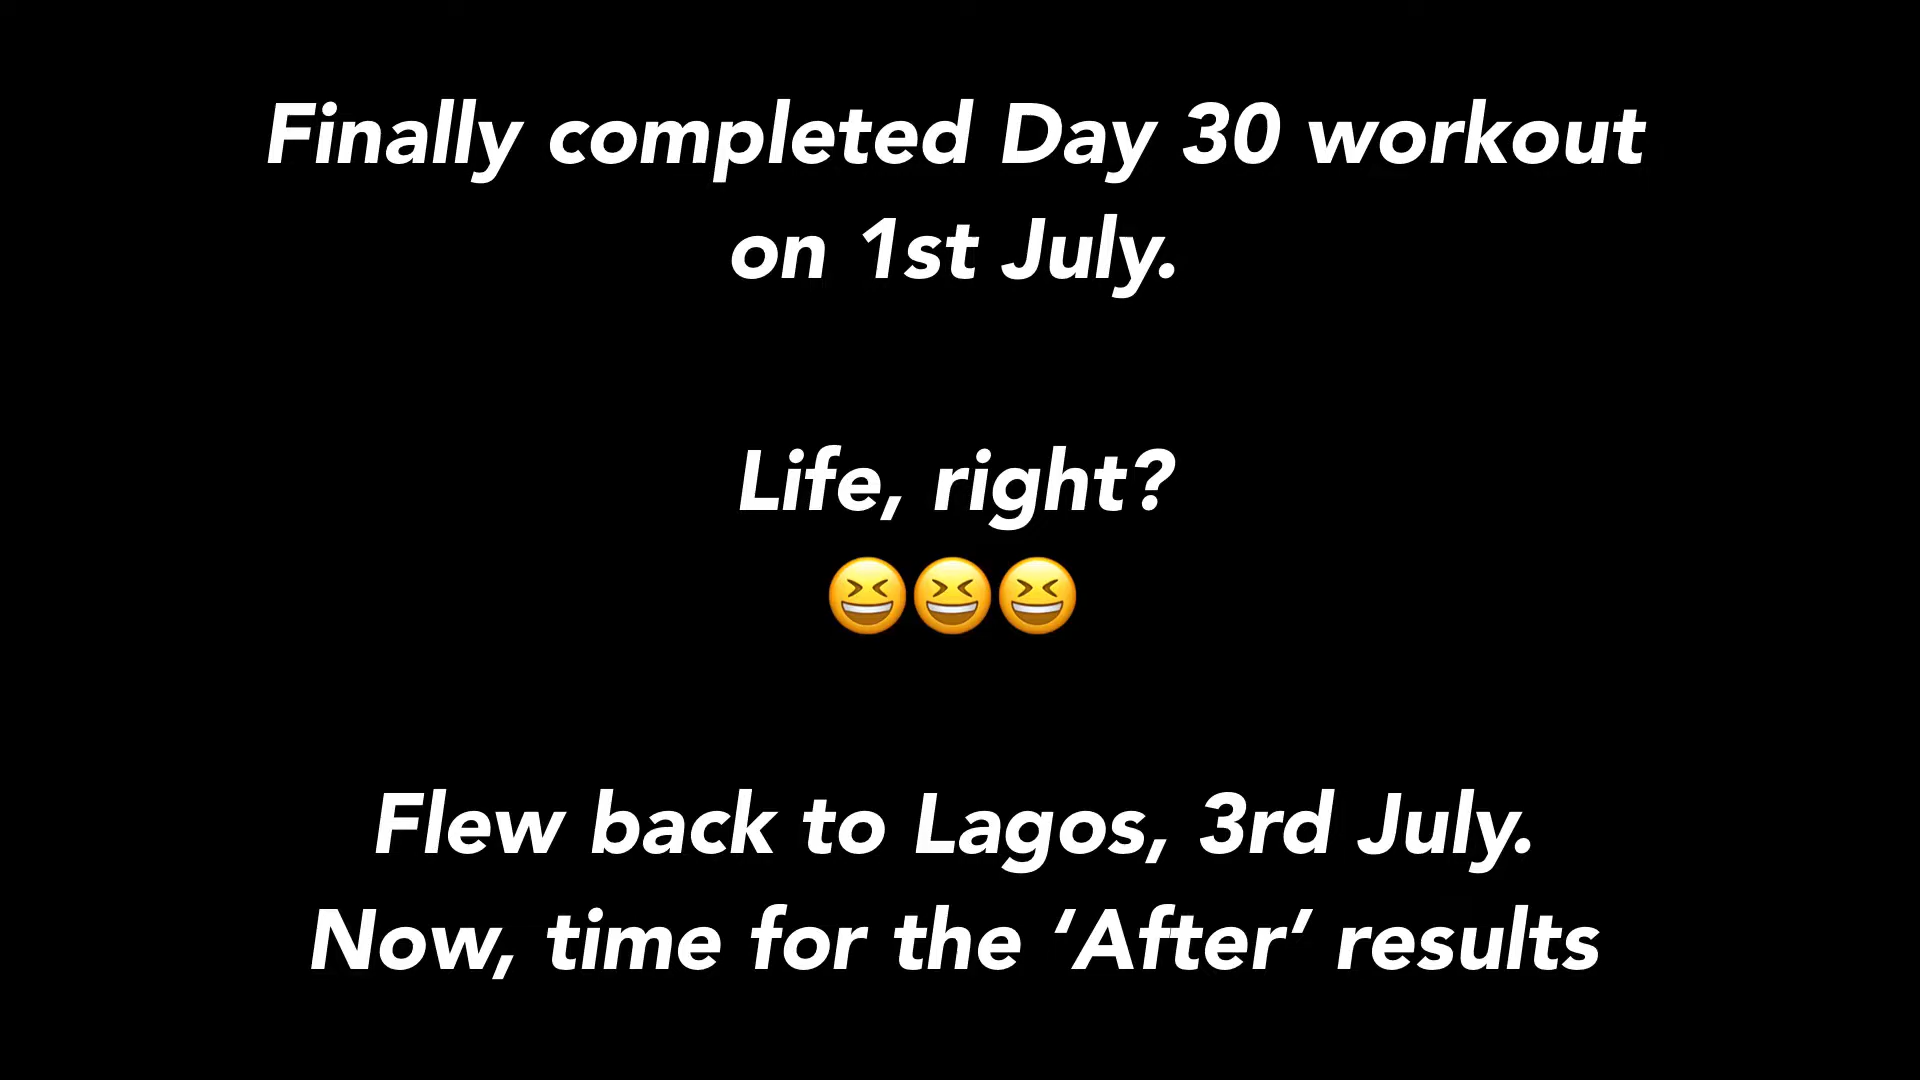 Finally completed Day 30 workout
on 1st July.
Life, right?
😆😆😆
Flew back to Lagos, 3rd July.
Now, time for the ‘After’ results